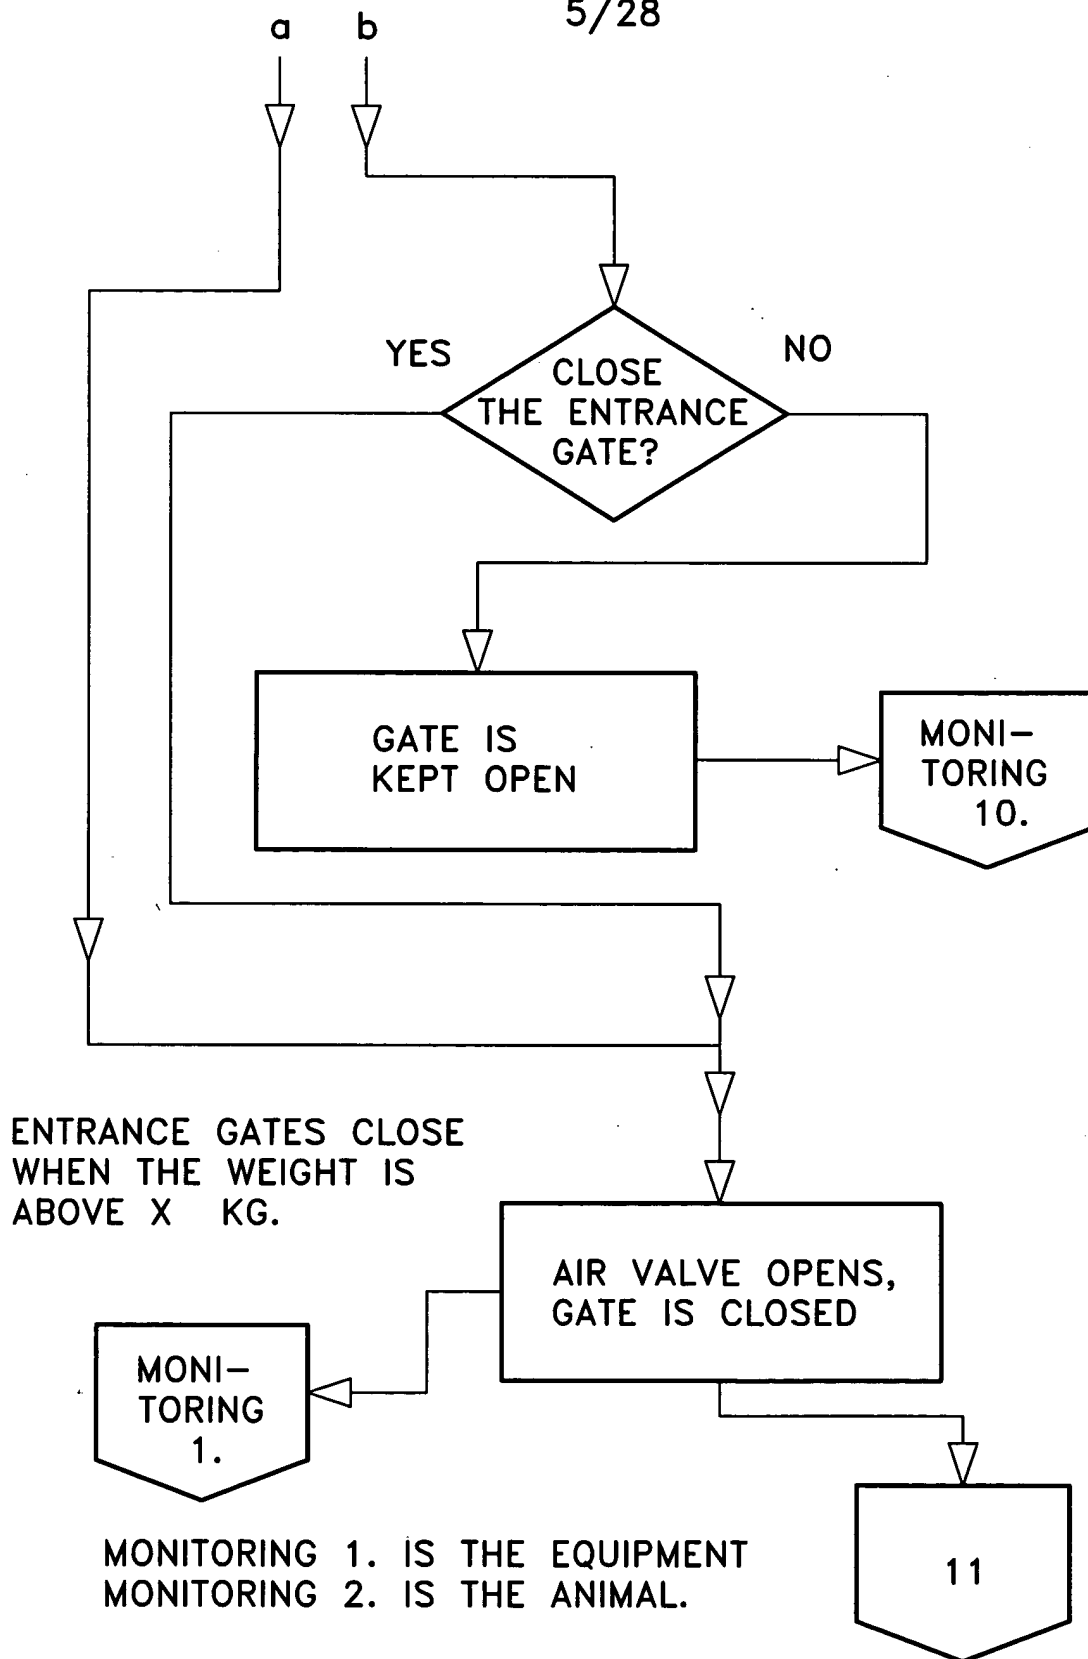 5/28
a b
YES
NO
CLOSE
THE ENTRANCE
GATE?
GATE IS
KEPT OPEN
MONI-
TORING
10.
ENTRANCE GATES CLOSE
WHEN THE WEIGHT IS
ABOVE X KG.
AIR VALVE OPENS,
GATE IS CLOSED
MONI-
TORING
1.
11
MONITORING 1. IS THE EQUIPMENT
MONITORING 2. IS THE ANIMAL.